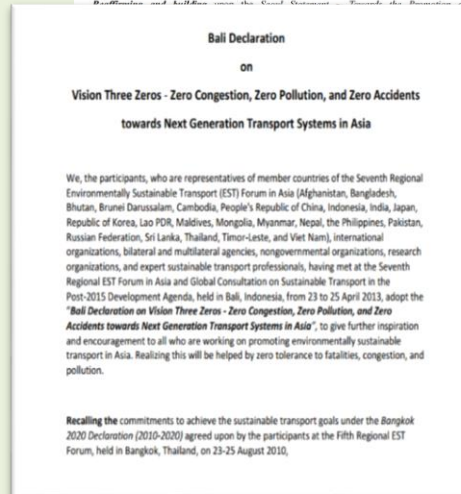 Reaffirming and building upon the Seoul Statement – Towards the Promotion
Bali Declaration
on
Vision Three Zeros - Zero Congestion, Zero Pollution, and Zero Accidents
towards Next Generation Transport Systems in Asia
We, the participants, who are representatives of member countries of the Seventh Regional
Environmentally Sustainable Transport (EST) Forum in Asia (Afghanistan, Bangladesh,
Bhutan, Brunei Darussalam, Cambodia, People's Republic of China, Indonesia, India, Japan,
Republic of Korea, Lao PDR, Maldives, Mongolia, Myanmar, Nepal, the Philippines, Pakistan,
Russian Federation, Sri Lanka, Thailand, Timor-Leste, and Viet Nam), international
organizations, bilateral and multilateral agencies, nongovernmental organizations, research
organizations, and expert sustainable transport professionals, having met at the Seventh
Regional EST Forum in Asia and Global Consultation on Sustainable Transport in the
Post-2015 Development Agenda, held in Bali, Indonesia, from 23 to 25 April 2013, adopt the
"Bali Declaration on Vision Three Zeros - Zero Congestion, Zero Pollution, and Zero
Accidents towards Next Generation Transport Systems in Asia", to give further inspiration
and encouragement to all who are working on promoting environmentally sustainable
transport in Asia. Realizing this will be helped by zero tolerance to fatalities, congestion, and
pollution.
Recalling the commitments to achieve the sustainable transport goals under the Bangkok
2020 Declaration (2010-2020) agreed upon by the participants at the Fifth Regional EST
Forum, held in Bangkok, Thailand, on 23-25 August 2010,